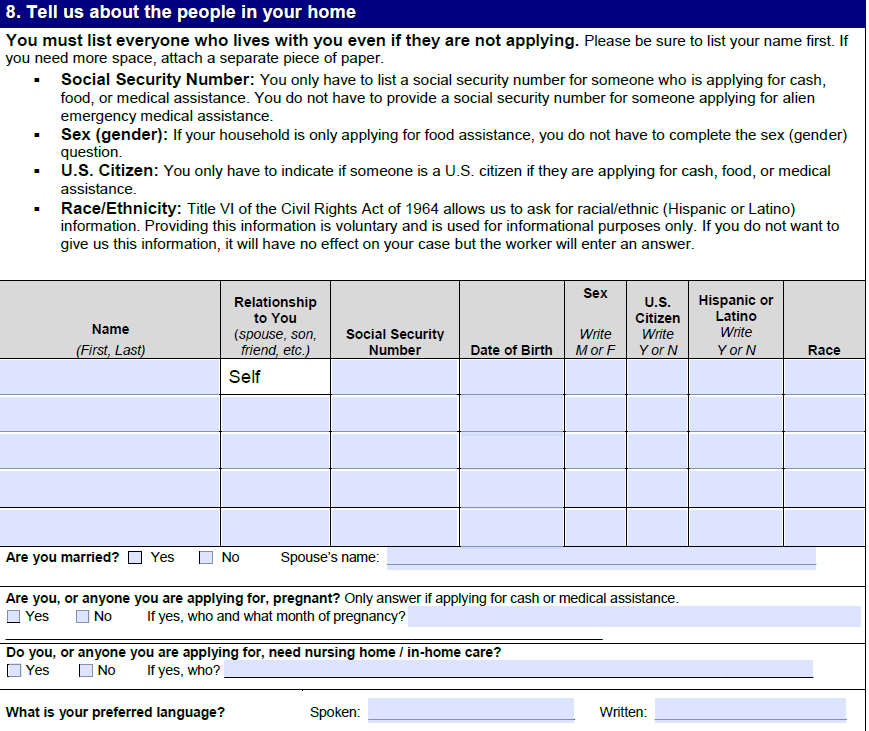 8. Tell us about the people in your home
You must list everyone who lives with you even if they are not applying. Please be sure to list your name first. If
you need more space, attach a separate piece of paper.
▪ Social Security Number: You only have to list a social security number for someone who is applying for cash,
food, or medical assistance. You do not have to provide a social security number for someone applying for alien
emergency medical assistance.
▪ Sex (gender): If your household is only applying for food assistance, you do not have to complete the sex (gender)
question.
▪ U.S. Citizen: You only have to indicate if someone is a U.S. citizen if they are applying for cash, food, or medical
assistance.
▪ Race/Ethnicity: Title VI of the Civil Rights Act of 1964 allows us to ask for racial/ethnic (Hispanic or Latino)
information. Providing this information is voluntary and is used for informational purposes only. If you do not want to
give us this information, it will have no effect on your case but the worker will enter an answer.
Name
(First, Last)
Relationship
to You
(spouse, son,
friend, etc.)
Social Security
Number
Date of Birth
Sex
Write
M or F
U.S.
Citizen
Write
Y or N
Hispanic or
Latino
Write
Y or N
Race
Self
Are you married? Yes No Spouse's name:
Are you, or anyone you are applying for, pregnant? Only answer if applying for cash or medical assistance.
Yes No If yes, who and what month of pregnancy?
Do you, or anyone you are applying for, need nursing home / in-home care?
Yes No If yes, who?
What is your preferred language? Spoken: Written: